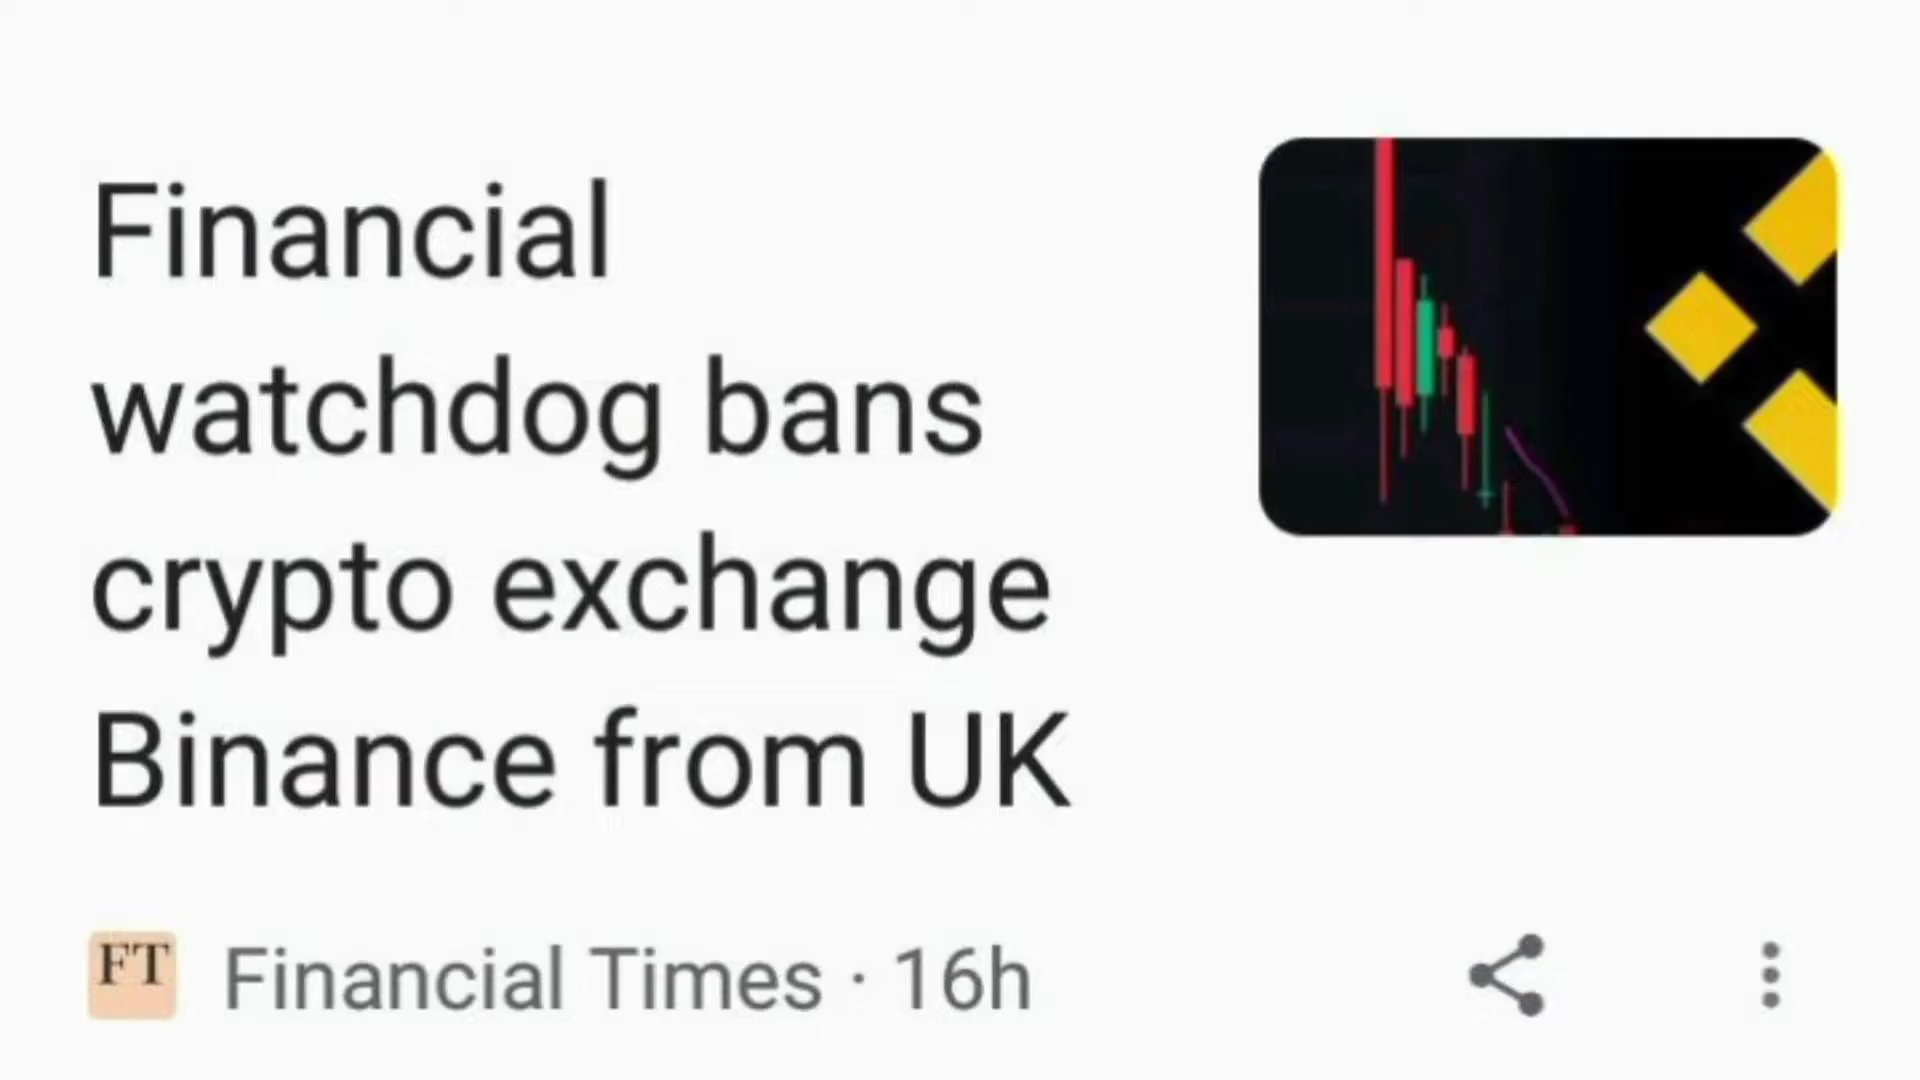 Financial
watchdog bans
crypto exchange
Binance from UK
FT Financial Times · 16h